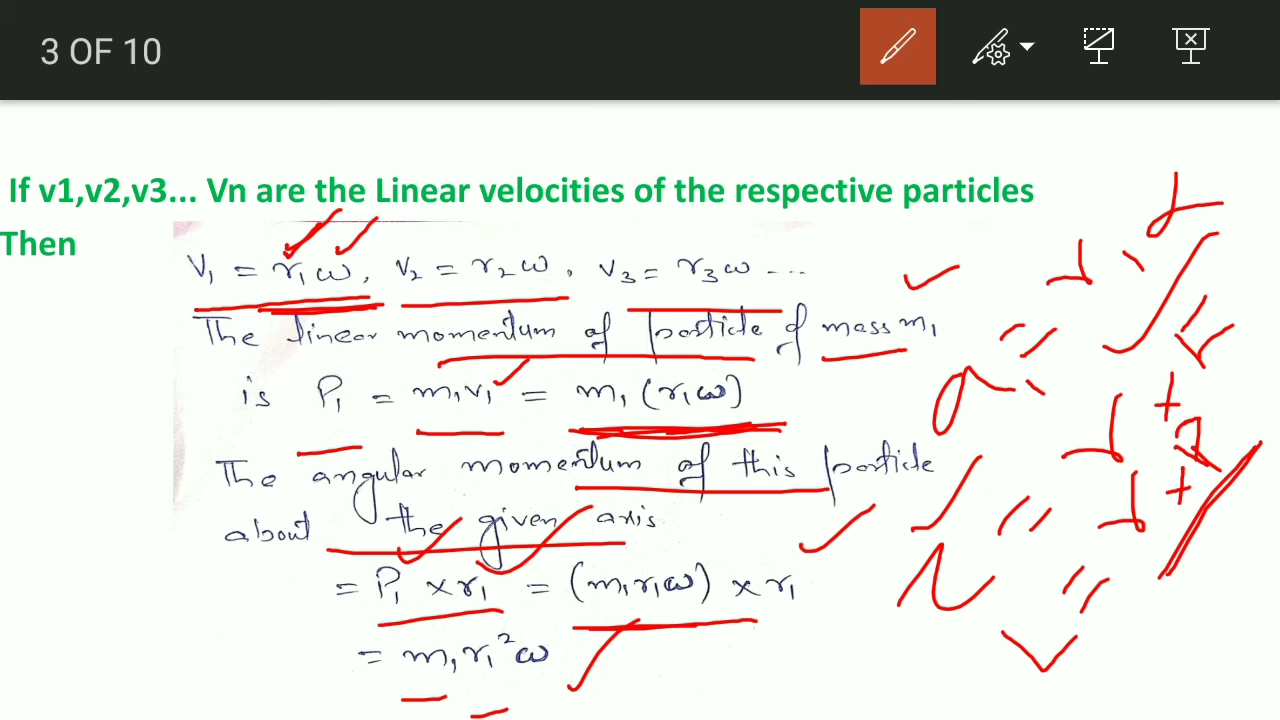 3 OF 10
If v1,v2,v3... Vn are the Linear velocities of the respective particles
Then
V₁ = r₁ω, V₂ = r₂ω, V₃ = r₃ω ...
The linear momentum of particle of mass m₁
is P₁ = m₁v₁ = m₁(r₁ω)
The angular momentum of this particle
about the given axis
= P₁ × r₁ = (m₁r₁ω) × r₁
= m₁r₁²ω